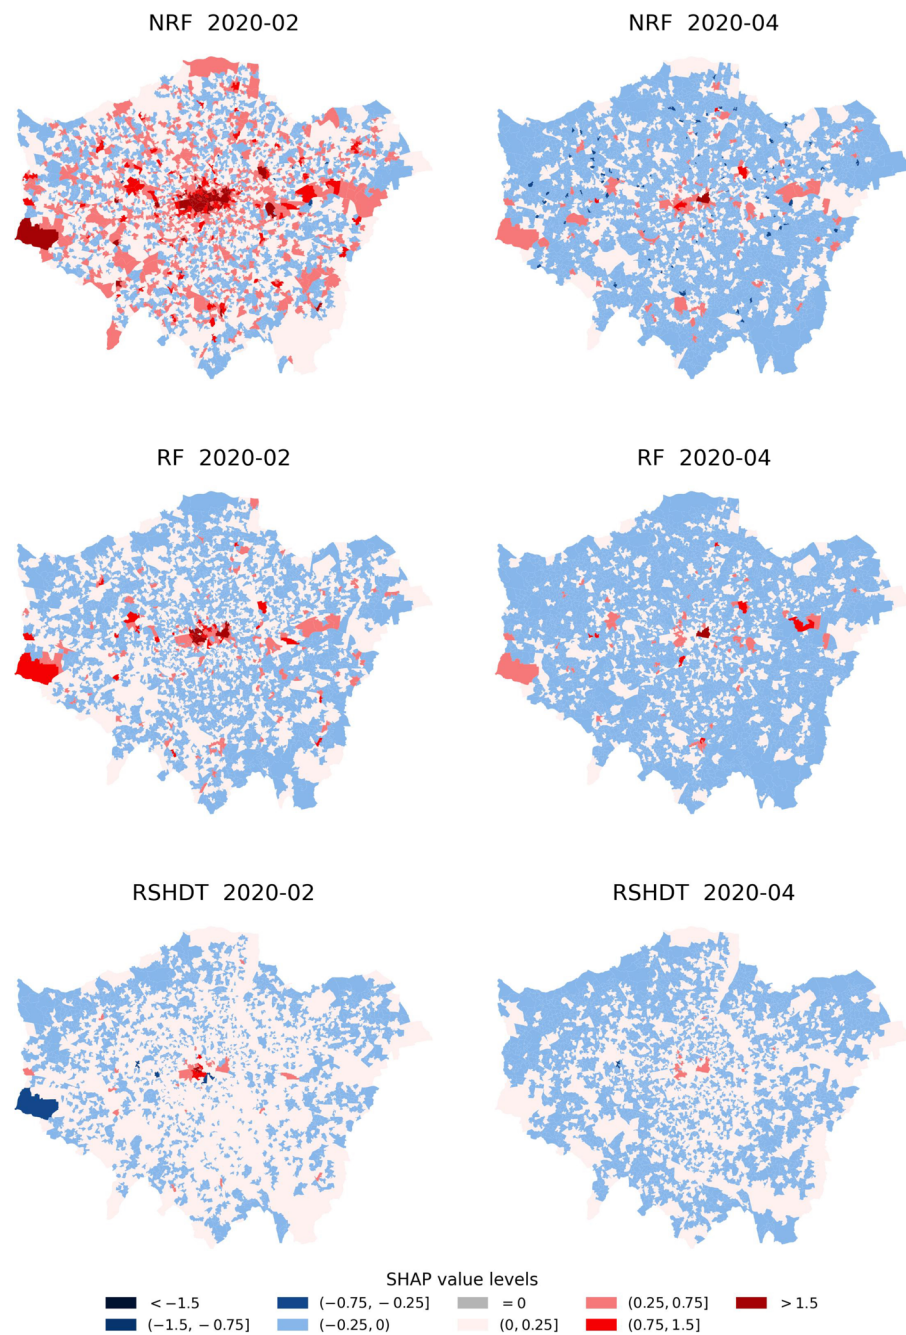 NRF 2020-02
NRF 2020-04
RF 2020-02
RF 2020-04
RSHDT 2020-02
RSHDT 2020-04
SHAP value levels
< −1.5
(−0.75, −0.25]
= 0
(0.25, 0.75]
> 1.5
(−1.5, −0.75]
(−0.25, 0)
(0, 0.25]
(0.75, 1.5]